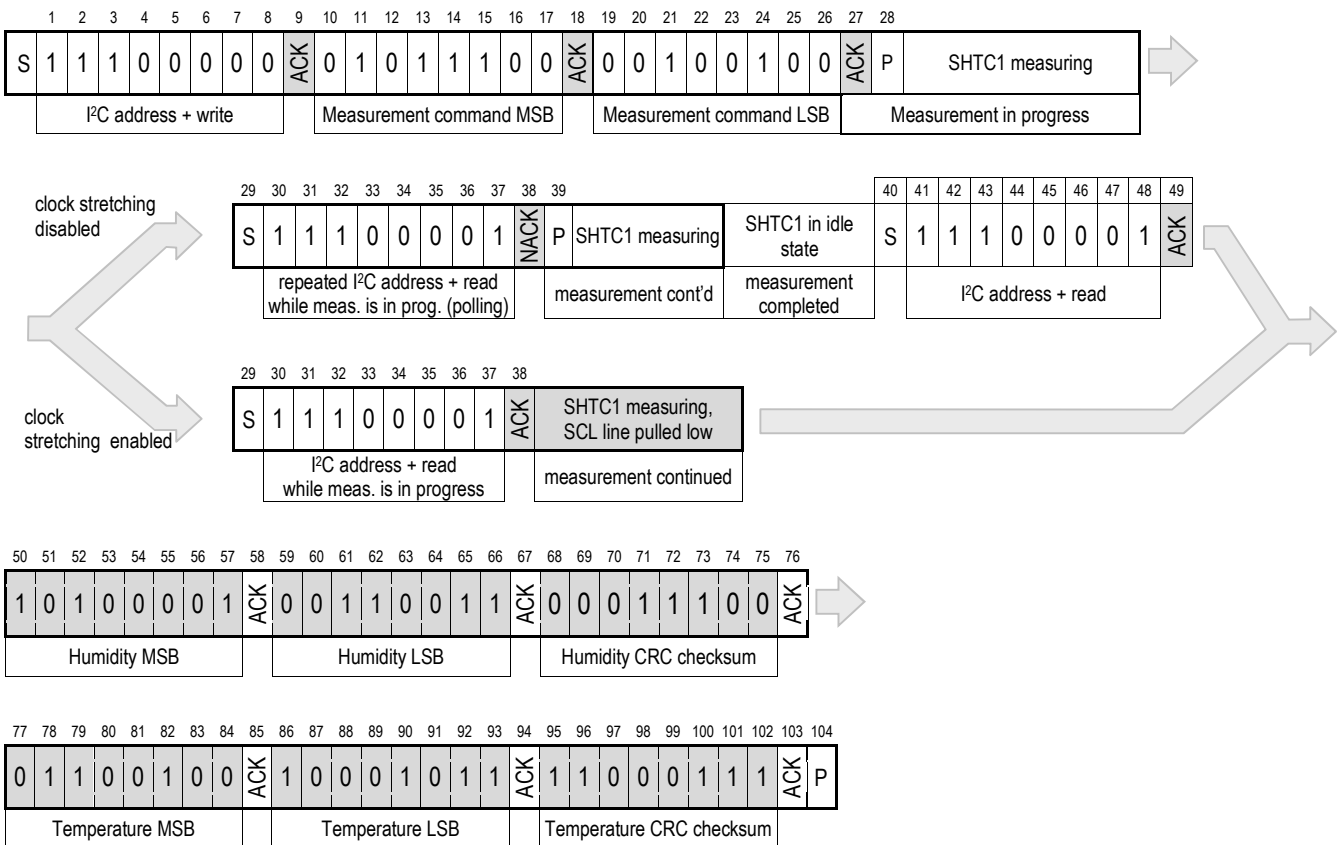 1 2 3 4 5 6 7 8 9 10 11 12 13 14 15 16 17 18 19 20 21 22 23 24 25 26 27 28
S 1 1 1 0 0 0 0 0 ACK 0 1 0 1 1 1 0 0 ACK 0 0 1 0 0 1 0 0 ACK P SHTC1 measuring
I²C address + write Measurement command MSB Measurement command LSB Measurement in progress
clock stretching
disabled
29 30 31 32 33 34 35 36 37 38 39
S 1 1 1 0 0 0 0 1 NACK P SHTC1 measuring
repeated I²C address + read
while meas. is in prog. (polling)
measurement cont'd
SHTC1 in idle
state
measurement
completed
40 41 42 43 44 45 46 47 48 49
S 1 1 1 0 0 0 0 1 ACK
I²C address + read
clock
stretching enabled
29 30 31 32 33 34 35 36 37 38
S 1 1 1 0 0 0 0 1 ACK
SHTC1 measuring,
SCL line pulled low
I²C address + read
while meas. is in progress
measurement continued
50 51 52 53 54 55 56 57 58 59 60 61 62 63 64 65 66 67 68 69 70 71 72 73 74 75 76
1 0 1 0 0 0 0 1 ACK 0 0 1 1 0 0 1 1 ACK 0 0 0 1 1 1 0 0 ACK
Humidity MSB Humidity LSB Humidity CRC checksum
77 78 79 80 81 82 83 84 85 86 87 88 89 90 91 92 93 94 95 96 97 98 99 100 101 102 103 104
0 1 1 0 0 1 0 0 ACK 1 0 0 0 1 0 1 1 ACK 1 1 0 0 0 1 1 1 ACK P
Temperature MSB Temperature LSB Temperature CRC checksum